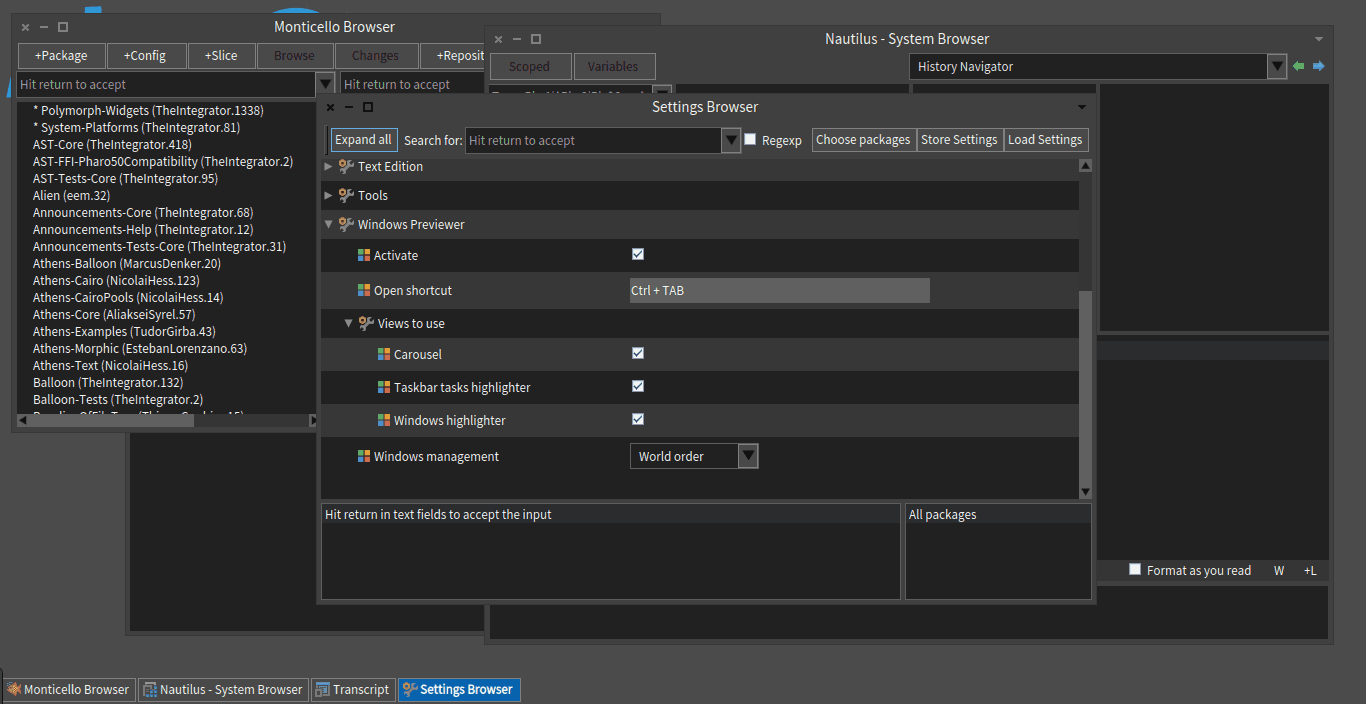 Monticello Browser
+Package
+Config
+Slice
Browse
Changes
+Reposit
Hit return to accept
Hit return to accept
* Polymorph-Widgets (TheIntegrator.1338)
* System-Platforms (TheIntegrator.81)
AST-Core (TheIntegrator.418)
AST-FFI-Pharo50Compatibility (TheIntegrator.2)
AST-Tests-Core (TheIntegrator.95)
Alien (eem.32)
Announcements-Core (TheIntegrator.68)
Announcements-Help (TheIntegrator.12)
Announcements-Tests-Core (TheIntegrator.31)
Athens-Balloon (MarcusDenker.20)
Athens-Cairo (NicolaiHess.123)
Athens-CairoPools (NicolaiHess.14)
Athens-Core (AliakseiSyrel.57)
Athens-Examples (TudorGirba.43)
Athens-Morphic (EstebanLorenzano.63)
Athens-Text (NicolaiHess.16)
Balloon (TheIntegrator.132)
Balloon-Tests (TheIntegrator.2)
Nautilus - System Browser
Scoped
Variables
History Navigator
Settings Browser
Expand all
Search for:
Hit return to accept
Regexp
Choose packages
Store Settings
Load Settings
Text Edition
Tools
Windows Previewer
Activate
Open shortcut
Ctrl + TAB
Views to use
Carousel
Taskbar tasks highlighter
Windows highlighter
Windows management
World order
Hit return in text fields to accept the input
All packages
Format as you read
W
+L
Monticello Browser
Nautilus - System Browser
Transcript
Settings Browser